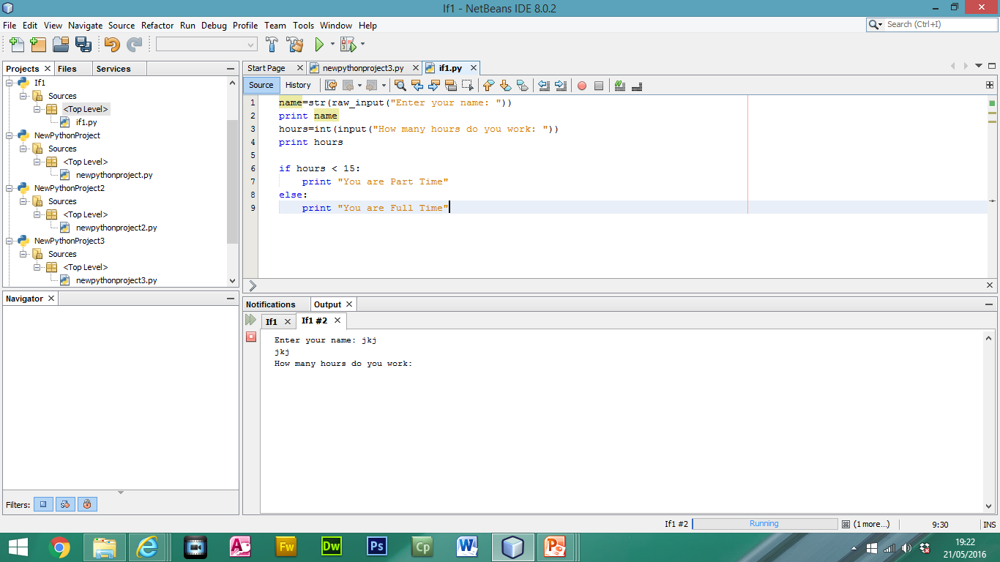 If1 - NetBeans IDE 8.0.2
File Edit View Navigate Source Refactor Run Debug Profile Team Tools Window Help
Search (Ctrl+I)
Projects Files Services
If1
Sources
<Top Level>
if1.py
NewPythonProject
Sources
<Top Level>
newpythonproject.py
NewPythonProject2
Sources
<Top Level>
newpythonproject2.py
NewPythonProject3
Sources
<Top Level>
newpythonproject3.py
Navigator
Filters:
Start Page newpythonproject3.py if1.py
Source History
1 name=str(raw_input("Enter your name: "))
2 print name
3 hours=int(input("How many hours do you work: "))
4 print hours
5
6 if hours < 15:
7     print "You are Part Time"
8 else:
9     print "You are Full Time"
Notifications Output
If1 If1 #2
Enter your name: jkj
jkj
How many hours do you work:
If1 #2 Running (1 more...) 9:30 INS
Fw Dw Ps Cp
19:22
21/05/2016